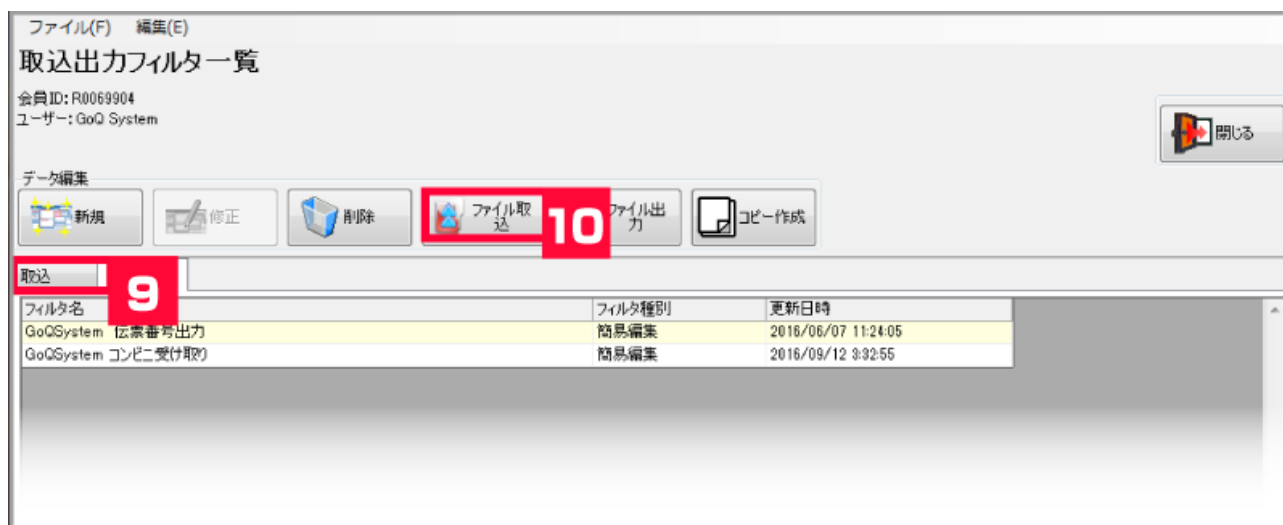 ファイル(F) 編集(E)
取込出力フィルタ一覧
会員ID: R0069904
ユーザー: GoQ System
閉じる
データ編集
新規
修正
削除
ファイル取
込
10
ファイル出
力
コピー作成
取込
9
フィルタ名 フィルタ種別 更新日時
GoQSystem 伝票番号出力 簡易編集 2016/06/07 11:24:05
GoQSystem コンビニ受け取り 簡易編集 2016/09/12 3:32:55